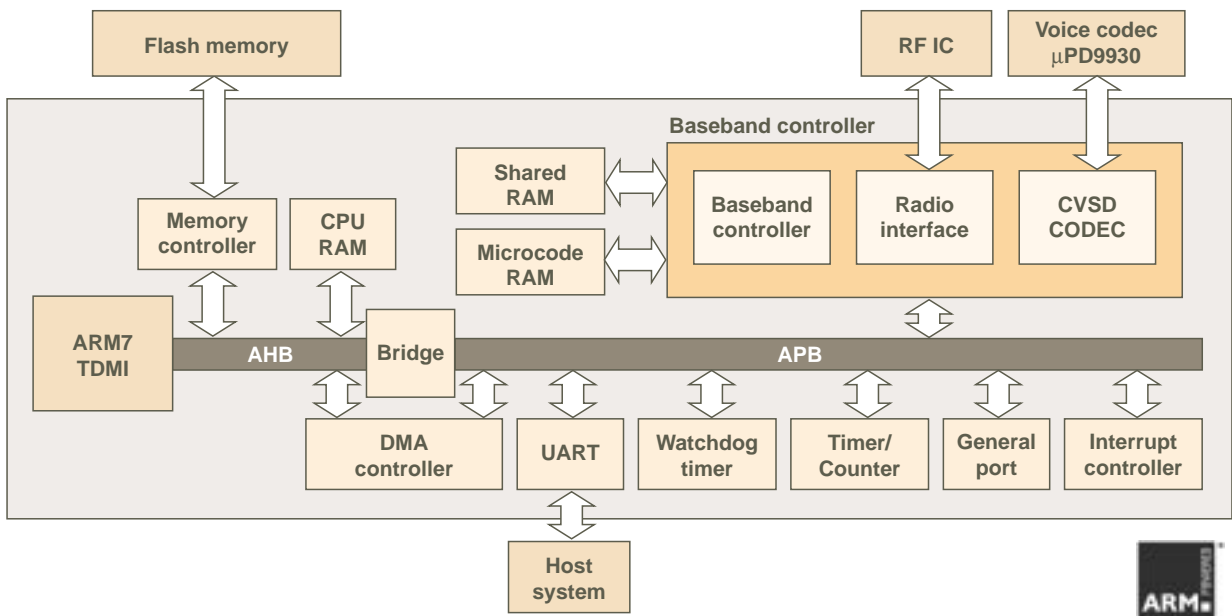 Flash memory
RF IC
Voice codec
μPD9930
Baseband controller
Shared
RAM
Baseband
controller
Radio
interface
CVSD
CODEC
Memory
controller
CPU
RAM
Microcode
RAM
ARM7
TDMI
AHB
Bridge
APB
DMA
controller
UART
Watchdog
timer
Timer/
Counter
General
port
Interrupt
controller
Host
system
ARM